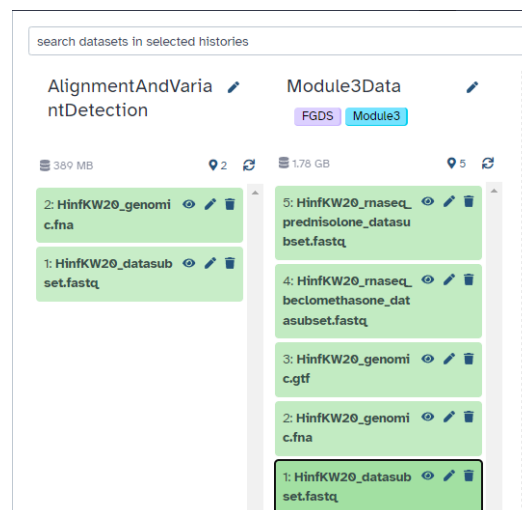 search datasets in selected histories
AlignmentAndVaria
ntDetection
389 MB
2
2: HinfKW20_genomi
c.fna
1: HinfKW20_datasub
set.fastq
Module3Data
FGDS Module3
1.78 GB
5
5: HinfKW20_rnaseq_
prednisolone_datasu
bset.fastq
4: HinfKW20_rnaseq_
beclomethasone_dat
asubset.fastq
3: HinfKW20_genomi
c.gtf
2: HinfKW20_genomi
c.fna
1: HinfKW20_datasub
set.fastq